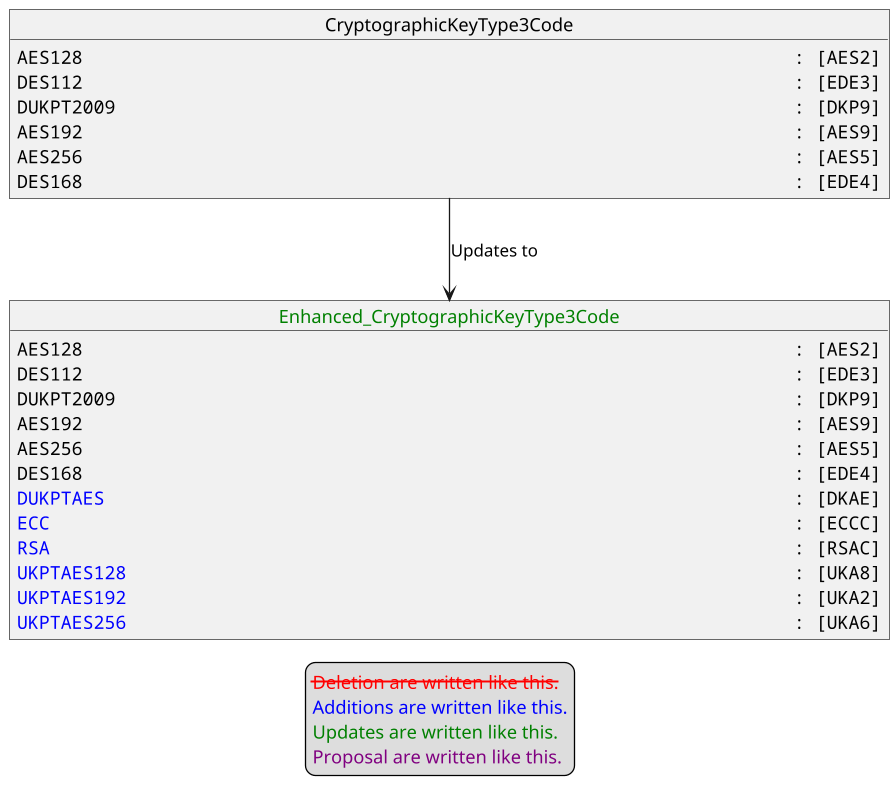 CryptographicKeyType3Code
AES128 : [AES2]
DES112 : [EDE3]
DUKPT2009 : [DKP9]
AES192 : [AES9]
AES256 : [AES5]
DES168 : [EDE4]
Updates to
Enhanced_CryptographicKeyType3Code
AES128 : [AES2]
DES112 : [EDE3]
DUKPT2009 : [DKP9]
AES192 : [AES9]
AES256 : [AES5]
DES168 : [EDE4]
DUKPTAES : [DKAE]
ECC : [ECCC]
RSA : [RSAC]
UKPTAES128 : [UKA8]
UKPTAES192 : [UKA2]
UKPTAES256 : [UKA6]
Deletion are written like this.
Additions are written like this.
Updates are written like this.
Proposal are written like this.